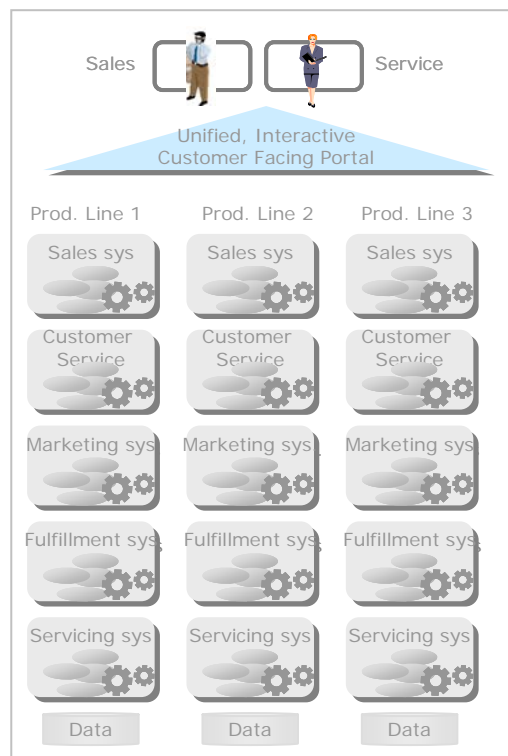 Sales
Service
Unified, Interactive
Customer Facing Portal
Prod. Line 1
Prod. Line 2
Prod. Line 3
Sales sys
Sales sys
Sales sys
Customer
Service
Customer
Service
Customer
Service
Marketing sys
Marketing sys
Marketing sys
Fulfillment sys
Fulfillment sys
Fulfillment sys
Servicing sys
Servicing sys
Servicing sys
Data
Data
Data